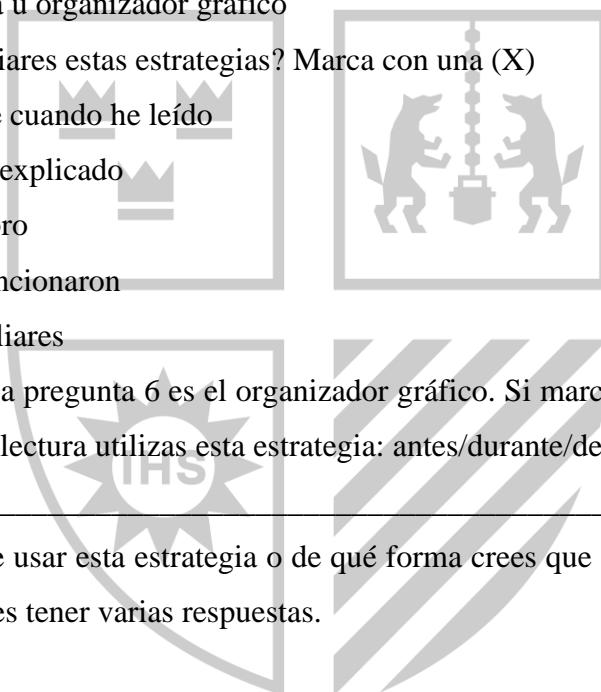 u organizador gráfico
iares estas estrategias? Marca con una (X)
cuando he leído
explicado
ro
ncionaron
liares
a pregunta 6 es el organizador gráfico. Si marc
lectura utilizas esta estrategia: antes/durante/de
IHS
e usar esta estrategia o de qué forma crees que
es tener varias respuestas.